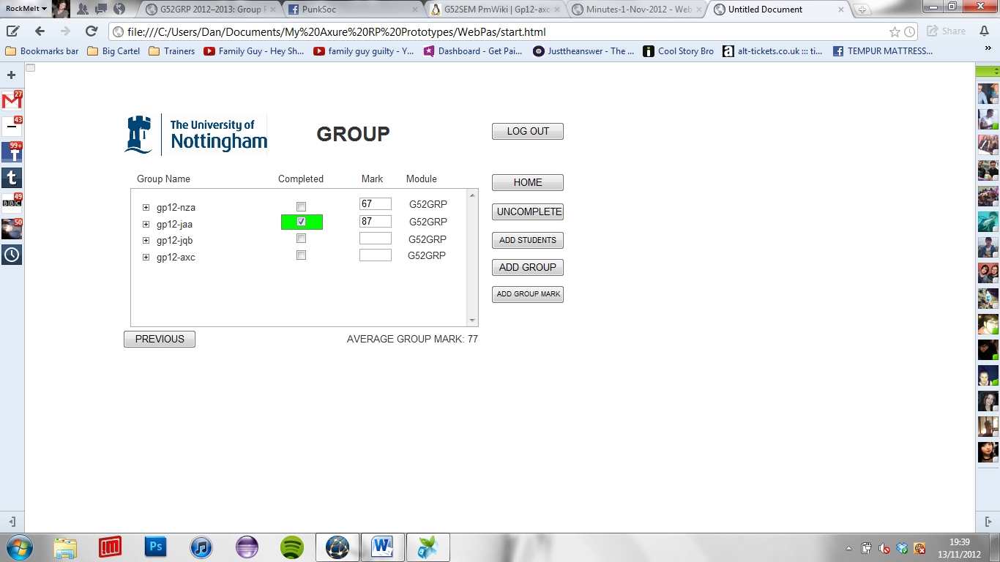 RockMelt
G52GRP 2012–2013: Group P
PunkSoc
G52SEM PmWiki | Gp12-axc
Minutes-1-Nov-2012 - Web
Untitled Document
file:///C:/Users/Dan/Documents/My%20Axure%20RP%20Prototypes/WebPas/start.html
Share
Bookmarks bar
Big Cartel
Trainers
Family Guy - Hey Sh...
family guy guilty - Y...
Dashboard - Get Pai...
Justtheanswer - The ...
Cool Story Bro
alt-tickets.co.uk ::: ti...
TEMPUR MATTRESS...
27
43
99+
BBC
49
50
The University of
Nottingham
GROUP
LOG OUT
Group Name Completed Mark Module
gp12-nza 67 G52GRP
gp12-jaa 87 G52GRP
gp12-jqb G52GRP
gp12-axc G52GRP
HOME
UNCOMPLETE
ADD STUDENTS
ADD GROUP
ADD GROUP MARK
PREVIOUS
AVERAGE GROUP MARK: 77
Ps
19:39
13/11/2012